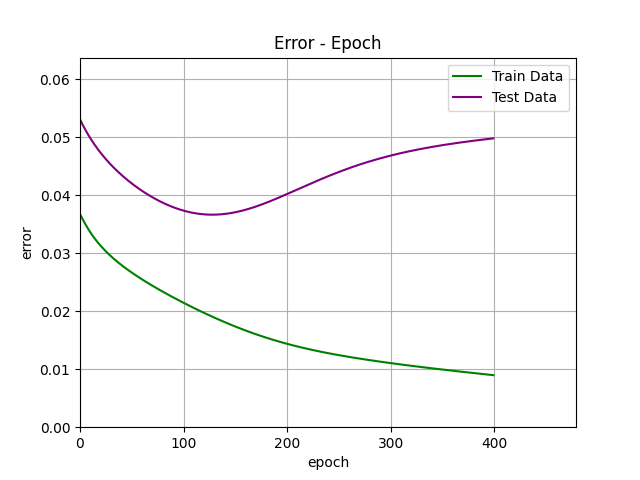 Error - Epoch
Train Data
Test Data
0.06
0.05
0.04
0.03
0.02
0.01
0.00
error
0
100
200
300
400
epoch